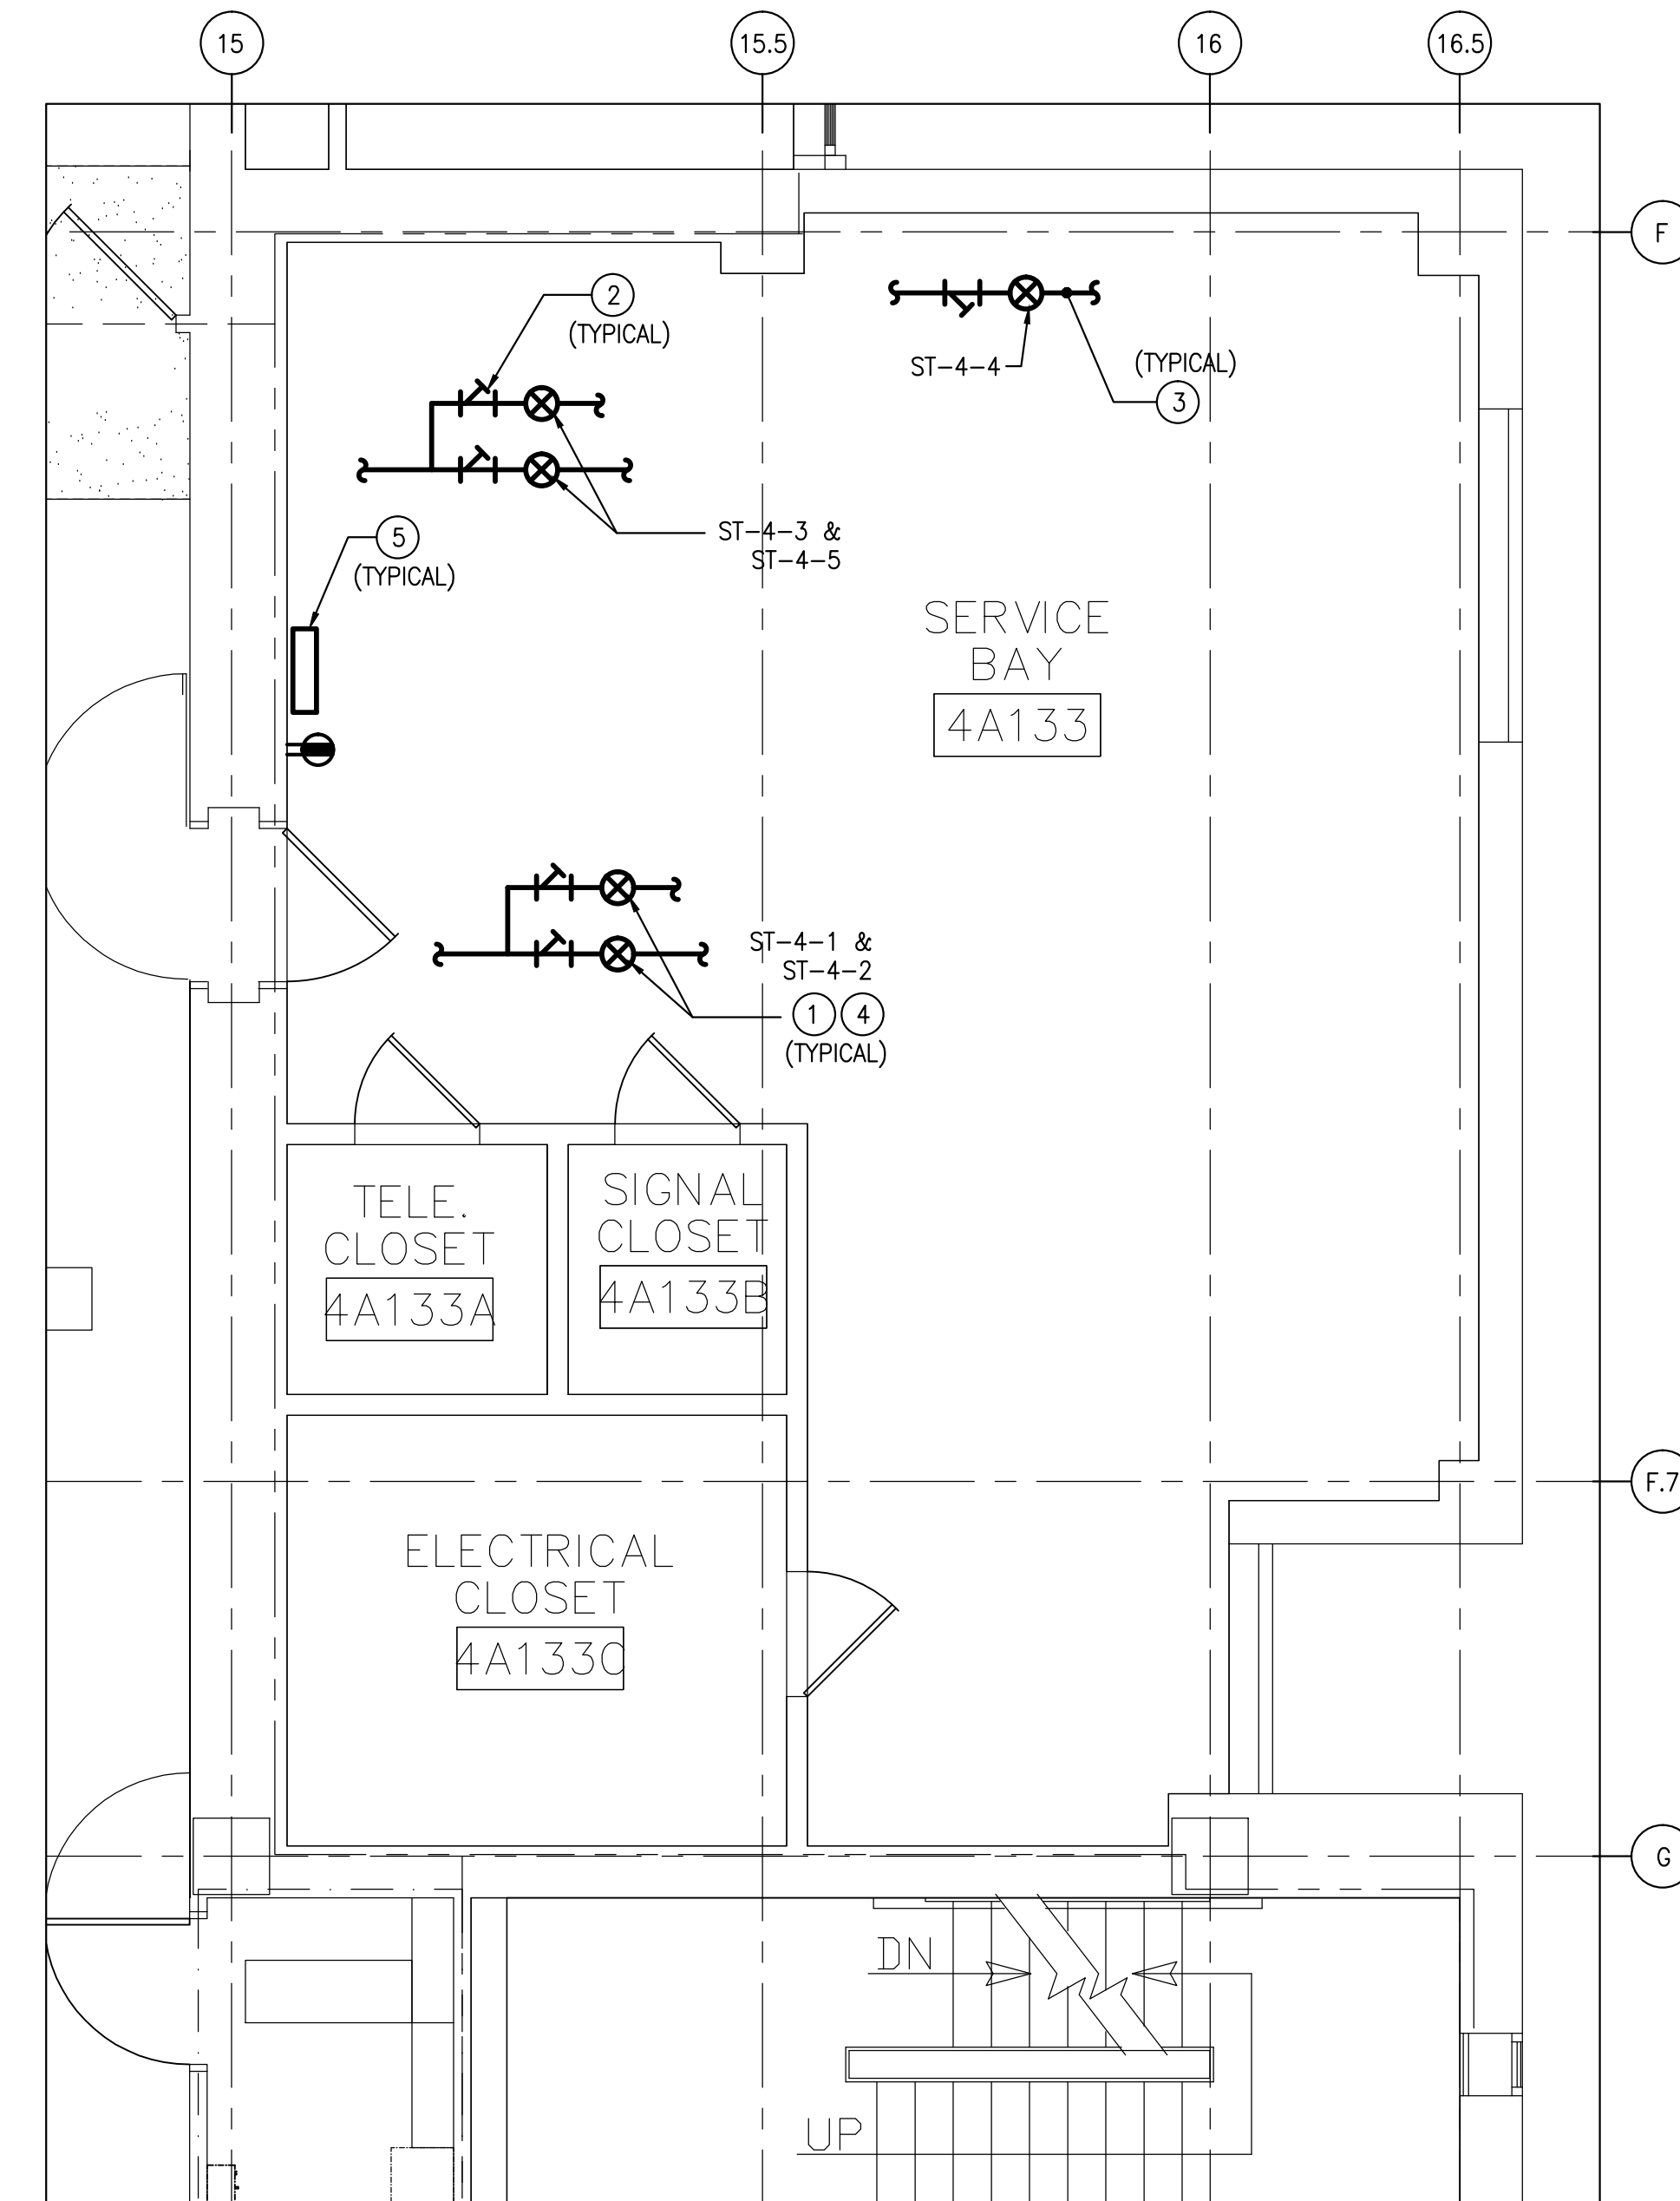 15
15.5
16
16.5
F
2
(TYPICAL)
ST-4-4
(TYPICAL)
3
ST-4-3 &
ST-4-5
5
(TYPICAL)
SERVICE
BAY
4A133
ST-4-1 &
ST-4-2
1 4
(TYPICAL)
TELE.
CLOSET
4A133A
SIGNAL
CLOSET
4A133B
F.7
ELECTRICAL
CLOSET
4A133C
G
DN
UP